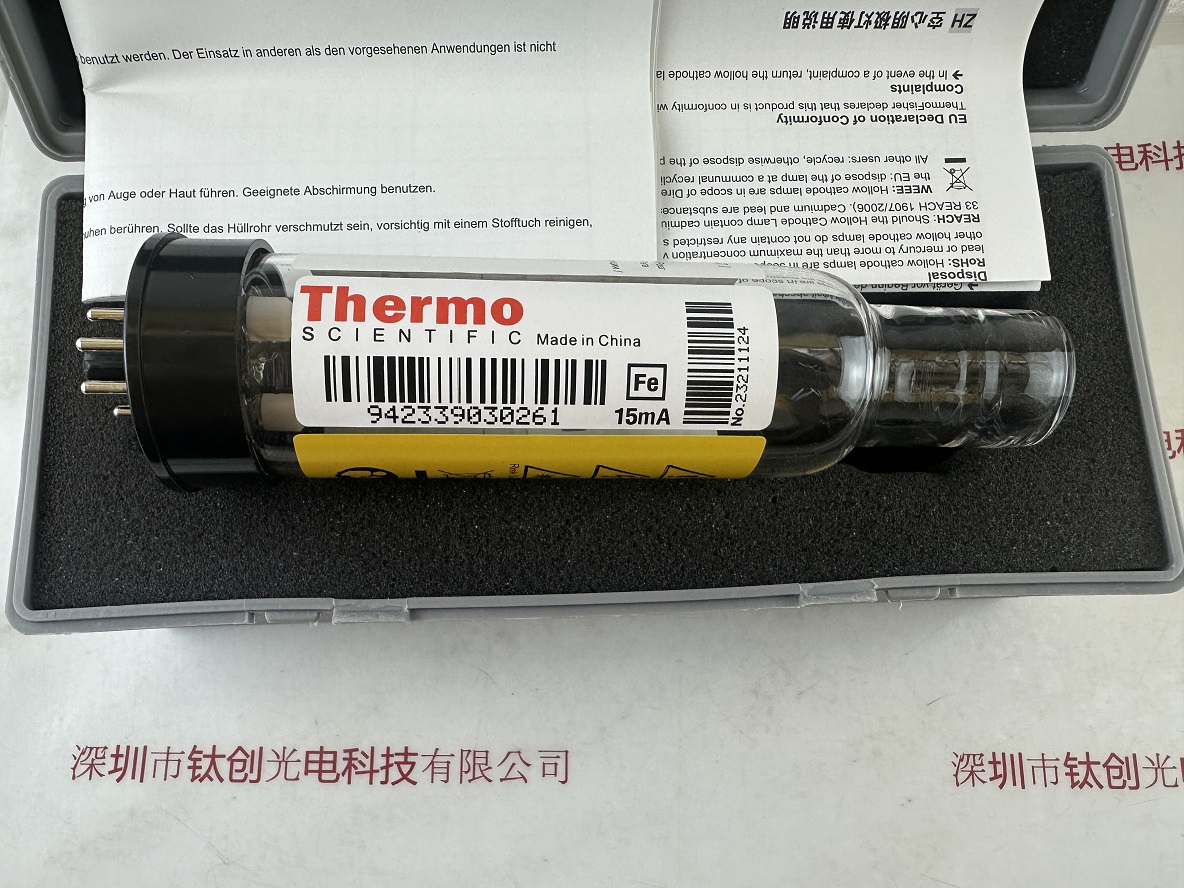 benutzt werden. Der Einsatz in anderen als den vorgesehenen Anwendungen ist nicht
von Auge oder Haut führen. Geeignete Abschirmung benutzen.
berühren. Sollte das Hüllrohr verschmutzt sein, vorsichtig mit einem Stofftuch reinigen,
ZH 空心阴极灯使用说明
→ In the event of a complaint, return the hollow cathode
Complaints
ThermoFisher declares that this product is in conformity
EU Declaration of Conformity
All other users: recycle, otherwise dispose of the
the EU: dispose of the lamp at a communal
WEEE: Hollow cathode lamps are in scope of
33 REACH 1907/2006). Cadmium and lead are
REACH: Should the Hollow Cathode Lamp contain
other hollow cathode lamps do not contain any restricted
lead or mercury to more than the maximum concentration
RoHS: Hollow cathode lamps are in
Disposal
Thermo
SCIENTIFIC Made in China
942339030261
Fe
15mA
No.23211124
电科技
深圳市钛创光电科技有限公司
深圳市钛创光